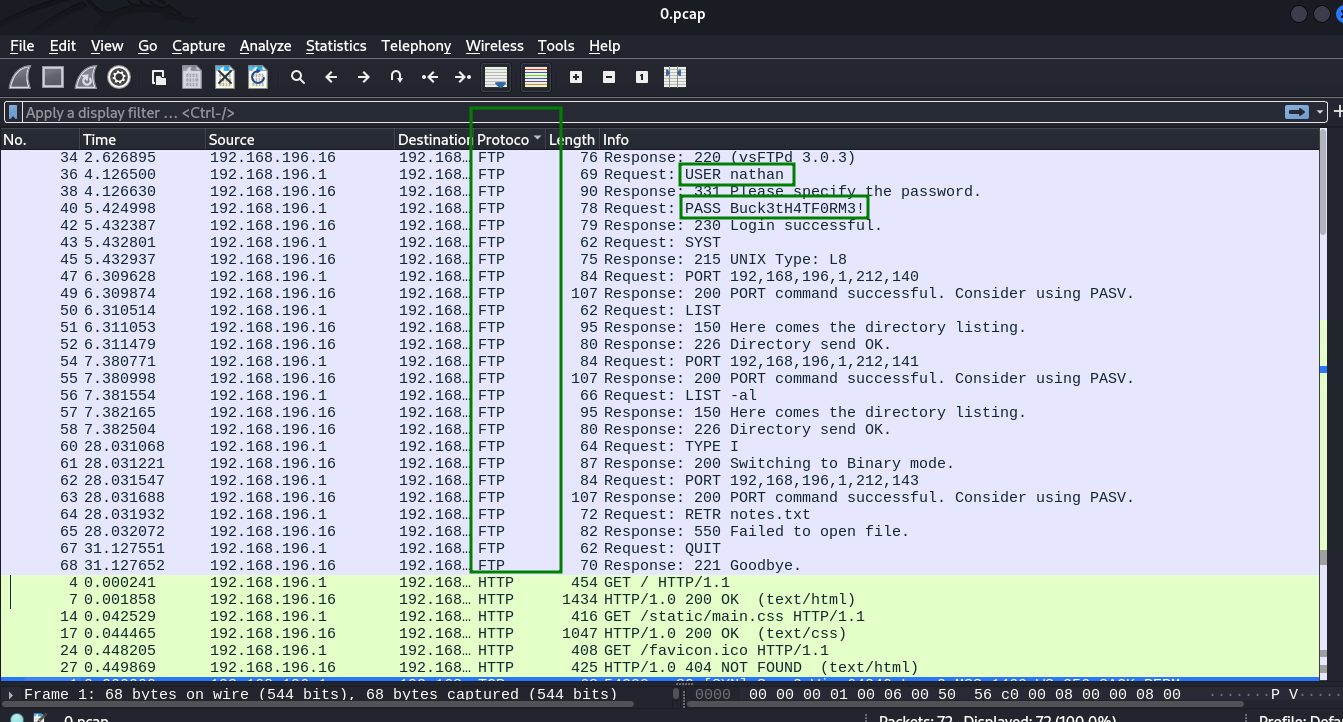 0.pcap
File Edit View Go Capture Analyze Statistics Telephony Wireless Tools Help
Apply a display filter ... <Ctrl-/>
No. Time Source Destination Protoco Length Info
34 2.626895 192.168.196.16 192.168… FTP 76 Response: 220 (vsFTPd 3.0.3)
36 4.126500 192.168.196.1 192.168… FTP 69 Request: USER nathan
38 4.126630 192.168.196.16 192.168… FTP 90 Response: 331 Please specify the password.
40 5.424998 192.168.196.1 192.168… FTP 78 Request: PASS Buck3tH4TF0RM3!
42 5.432387 192.168.196.16 192.168… FTP 79 Response: 230 Login successful.
43 5.432801 192.168.196.1 192.168… FTP 62 Request: SYST
45 5.432937 192.168.196.16 192.168… FTP 75 Response: 215 UNIX Type: L8
47 6.309628 192.168.196.1 192.168… FTP 84 Request: PORT 192,168,196,1,212,140
49 6.309874 192.168.196.16 192.168… FTP 107 Response: 200 PORT command successful. Consider using PASV.
50 6.310514 192.168.196.1 192.168… FTP 62 Request: LIST
51 6.311053 192.168.196.16 192.168… FTP 95 Response: 150 Here comes the directory listing.
52 6.311479 192.168.196.16 192.168… FTP 80 Response: 226 Directory send OK.
54 7.380771 192.168.196.1 192.168… FTP 84 Request: PORT 192,168,196,1,212,141
55 7.380998 192.168.196.16 192.168… FTP 107 Response: 200 PORT command successful. Consider using PASV.
56 7.381554 192.168.196.1 192.168… FTP 66 Request: LIST -al
57 7.382165 192.168.196.16 192.168… FTP 95 Response: 150 Here comes the directory listing.
58 7.382504 192.168.196.16 192.168… FTP 80 Response: 226 Directory send OK.
60 28.031068 192.168.196.1 192.168… FTP 64 Request: TYPE I
61 28.031221 192.168.196.16 192.168… FTP 87 Response: 200 Switching to Binary mode.
62 28.031547 192.168.196.1 192.168… FTP 84 Request: PORT 192,168,196,1,212,143
63 28.031688 192.168.196.16 192.168… FTP 107 Response: 200 PORT command successful. Consider using PASV.
64 28.031932 192.168.196.1 192.168… FTP 72 Request: RETR notes.txt
65 28.032072 192.168.196.16 192.168… FTP 82 Response: 550 Failed to open file.
67 31.127551 192.168.196.1 192.168… FTP 62 Request: QUIT
68 31.127652 192.168.196.16 192.168… FTP 70 Response: 221 Goodbye.
4 0.000241 192.168.196.1 192.168… HTTP 454 GET / HTTP/1.1
7 0.001858 192.168.196.16 192.168… HTTP 1434 HTTP/1.0 200 OK (text/html)
14 0.042529 192.168.196.1 192.168… HTTP 416 GET /static/main.css HTTP/1.1
17 0.044465 192.168.196.16 192.168… HTTP 1047 HTTP/1.0 200 OK (text/css)
24 0.448205 192.168.196.1 192.168… HTTP 408 GET /favicon.ico HTTP/1.1
27 0.449869 192.168.196.16 192.168… HTTP 425 HTTP/1.0 404 NOT FOUND (text/html)
Frame 1: 68 bytes on wire (544 bits), 68 bytes captured (544 bits) 0000 00 00 00 01 00 06 00 50 56 c0 00 08 00 00 08 00 ·······P V·······
0.pcap Packets: 72 · Displayed: 72 (100.0%) Profile: Defa